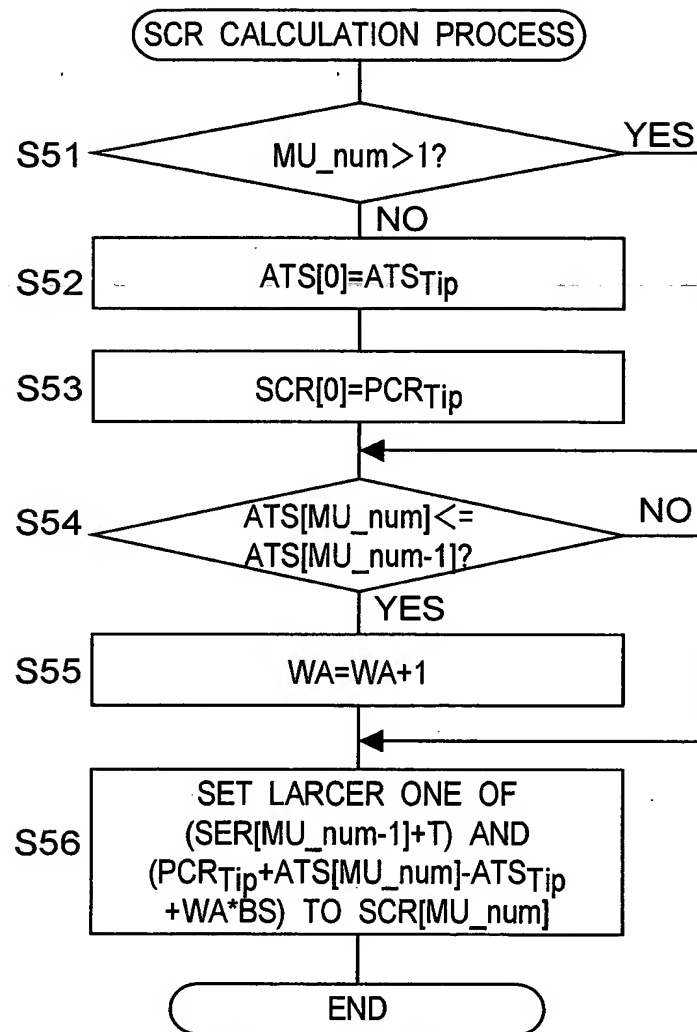 SCR CALCULATION PROCESS
S51
MU_num>1?
YES
NO
S52
ATS[0]=ATSTip
S53
SCR[0]=PCRTip
S54
ATS[MU_num]<=
ATS[MU_num-1]?
NO
YES
S55
WA=WA+1
S56
SET LARCER ONE OF
(SER[MU_num-1]+T) AND
(PCRTip+ATS[MU_num]-ATSTip
+WA*BS) TO SCR[MU_num]
END